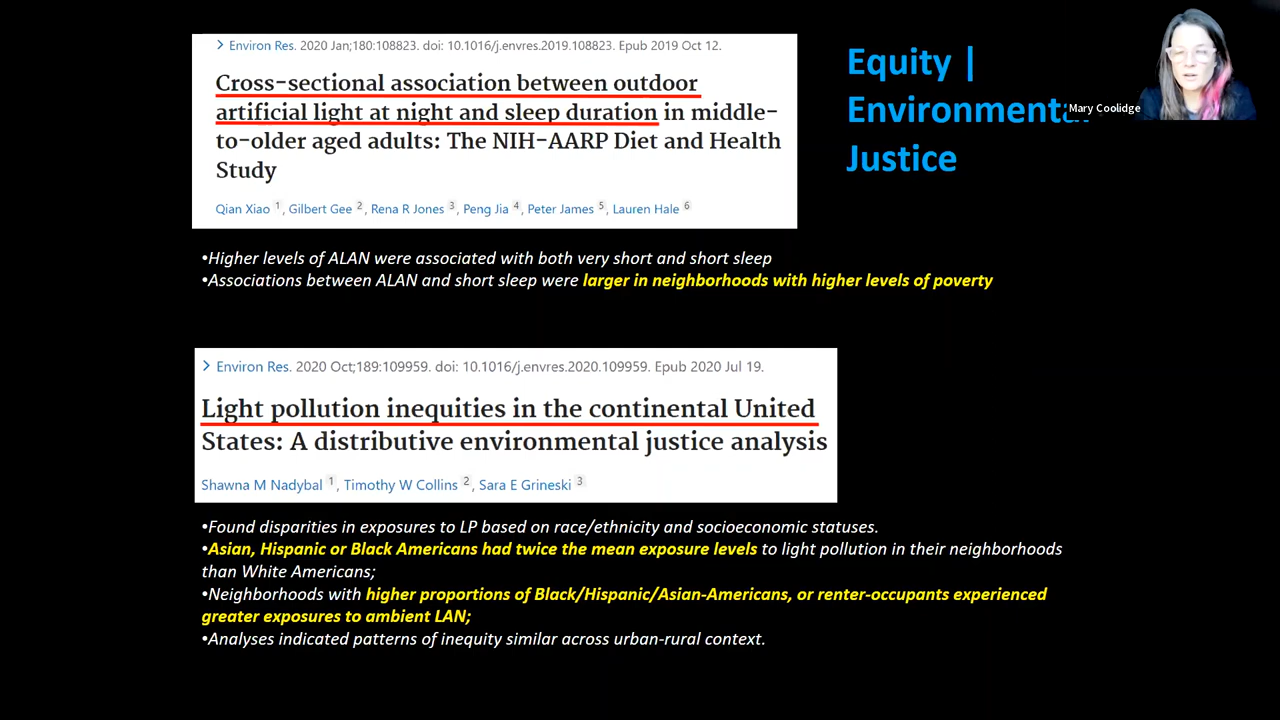 > Environ Res. 2020 Jan;180:108823. doi: 10.1016/j.envres.2019.108823. Epub 2019 Oct 12.
Cross-sectional association between outdoor
artificial light at night and sleep duration in middle-
to-older aged adults: The NIH-AARP Diet and Health
Study
Qian Xiao 1, Gilbert Gee 2, Rena R Jones 3, Peng Jia 4, Peter James 5, Lauren Hale 6
Equity |
Environmental
Justice
Mary Coolidge
•Higher levels of ALAN were associated with both very short and short sleep
•Associations between ALAN and short sleep were larger in neighborhoods with higher levels of poverty
> Environ Res. 2020 Oct;189:109959. doi: 10.1016/j.envres.2020.109959. Epub 2020 Jul 19.
Light pollution inequities in the continental United
States: A distributive environmental justice analysis
Shawna M Nadybal 1, Timothy W Collins 2, Sara E Grineski 3
•Found disparities in exposures to LP based on race/ethnicity and socioeconomic statuses.
•Asian, Hispanic or Black Americans had twice the mean exposure levels to light pollution in their neighborhoods
than White Americans;
•Neighborhoods with higher proportions of Black/Hispanic/Asian-Americans, or renter-occupants experienced
greater exposures to ambient LAN;
•Analyses indicated patterns of inequity similar across urban-rural context.